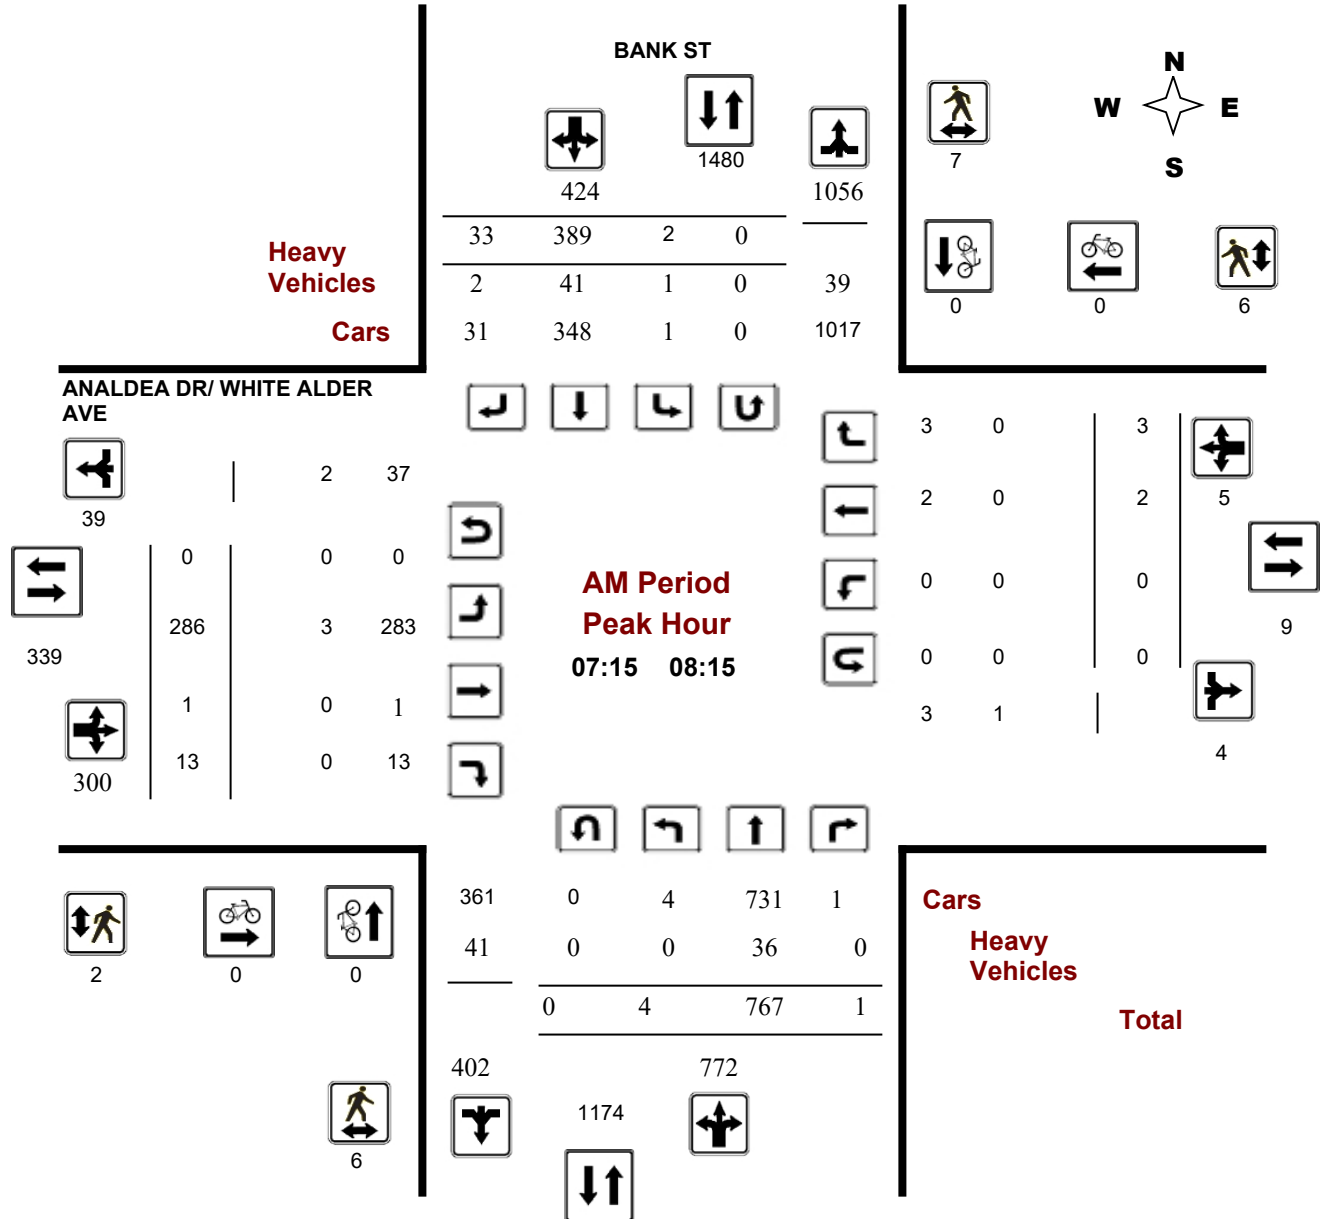 BANK ST
N
W E
S
1480
7
424
1056
33 389 2 0
Heavy
Vehicles
2 41 1 0 39
0 0 6
Cars
31 348 1 0 1017
ANALDEA DR/ WHITE ALDER
AVE
3 0 3
2 37
5
2 0 2
39
0 0 0
AM Period
0 0 0
Peak Hour
286 3 283
9
339
07:15 08:15
0 0 0
1 0 1
3 1
4
13 0 13
300
361 0 4 731 1
Cars
41 0 0 36 0
Heavy
Vehicles
2 0 0
0 4 767 1
Total
402 772
1174
6